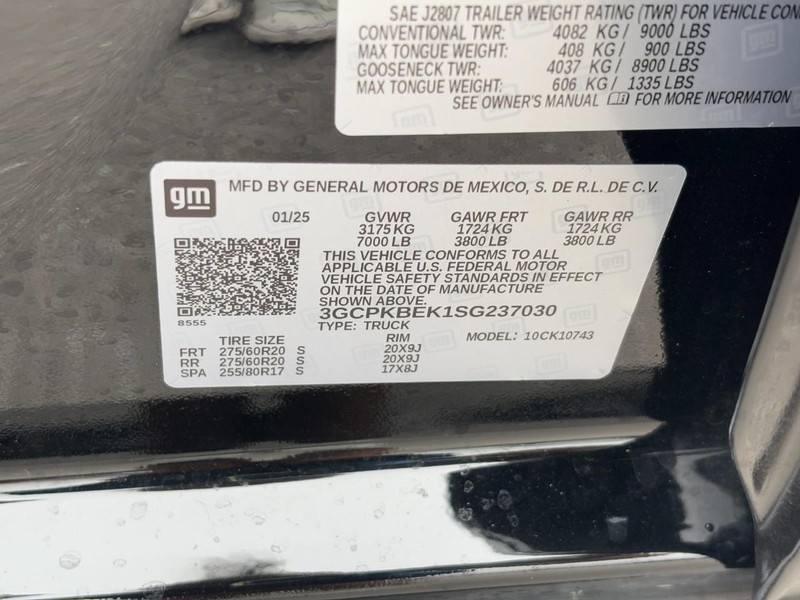 SAE J2807 TRAILER WEIGHT RATING (TWR) FOR VEHICLE
CONVENTIONAL TWR: 4082 KG / 9000 LBS
MAX TONGUE WEIGHT: 408 KG / 900 LBS
GOOSENECK TWR: 4037 KG / 8900 LBS
MAX TONGUE WEIGHT: 606 KG / 1335 LBS
SEE OWNER'S MANUAL FOR MORE INFORMATION
gm MFD BY GENERAL MOTORS DE MEXICO, S. DE R.L. DE C.V.
01/25 GVWR GAWR FRT GAWR RR
3175 KG 1724 KG 1724 KG
7000 LB 3800 LB 3800 LB
THIS VEHICLE CONFORMS TO ALL
APPLICABLE U.S. FEDERAL MOTOR
VEHICLE SAFETY STANDARDS IN EFFECT
ON THE DATE OF MANUFACTURE
SHOWN ABOVE.
8555
3GCPKBEK1SG237030
TYPE: TRUCK MODEL: 10CK10743
TIRE SIZE RIM
FRT 275/60R20 S 20X9J
RR 275/60R20 S 20X9J
SPA 255/80R17 S 17X8J